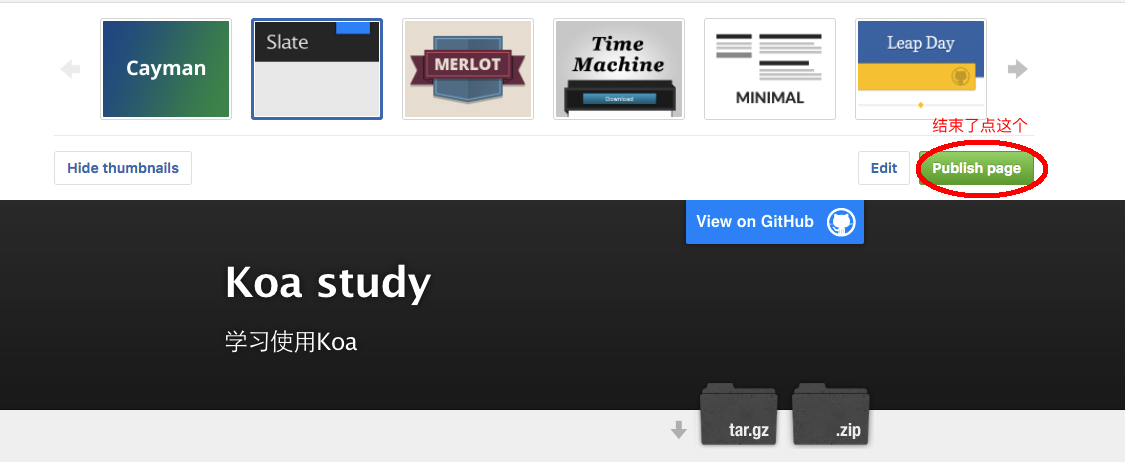 Cayman
Slate
MERLOT
Time
Machine
Download
MINIMAL
Leap Day
结束了点这个
Hide thumbnails
Edit
Publish page
View on GitHub
Koa study
学习使用Koa
tar.gz
.zip